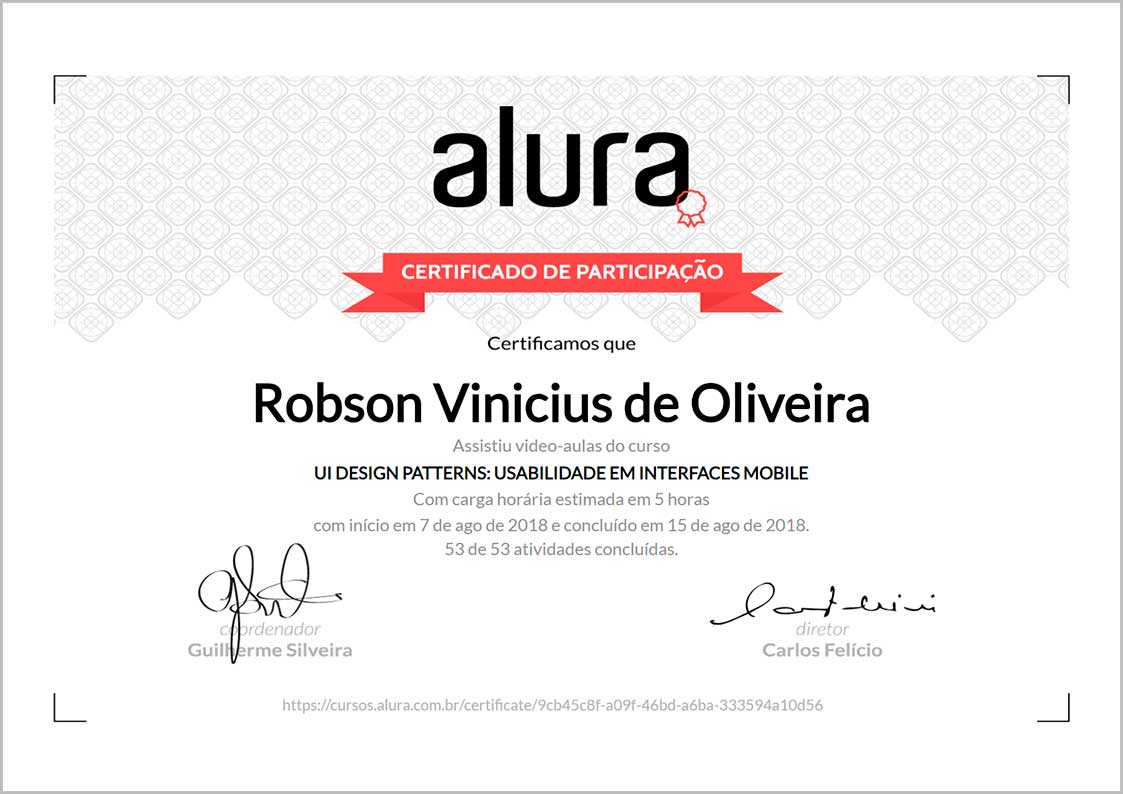 alura
CERTIFICADO DE PARTICIPAÇÃO
Certificamos que
Robson Vinicius de Oliveira
Assistiu video-aulas do curso
UI DESIGN PATTERNS: USABILIDADE EM INTERFACES MOBILE
Com carga horária estimada em 5 horas
com início em 7 de ago de 2018 e concluído em 15 de ago de 2018.
53 de 53 atividades concluídas.
coordenador
Guilherme Silveira
diretor
Carlos Felício
https://cursos.alura.com.br/certificate/9cb45c8f-a09f-46bd-a6ba-333594a10d56